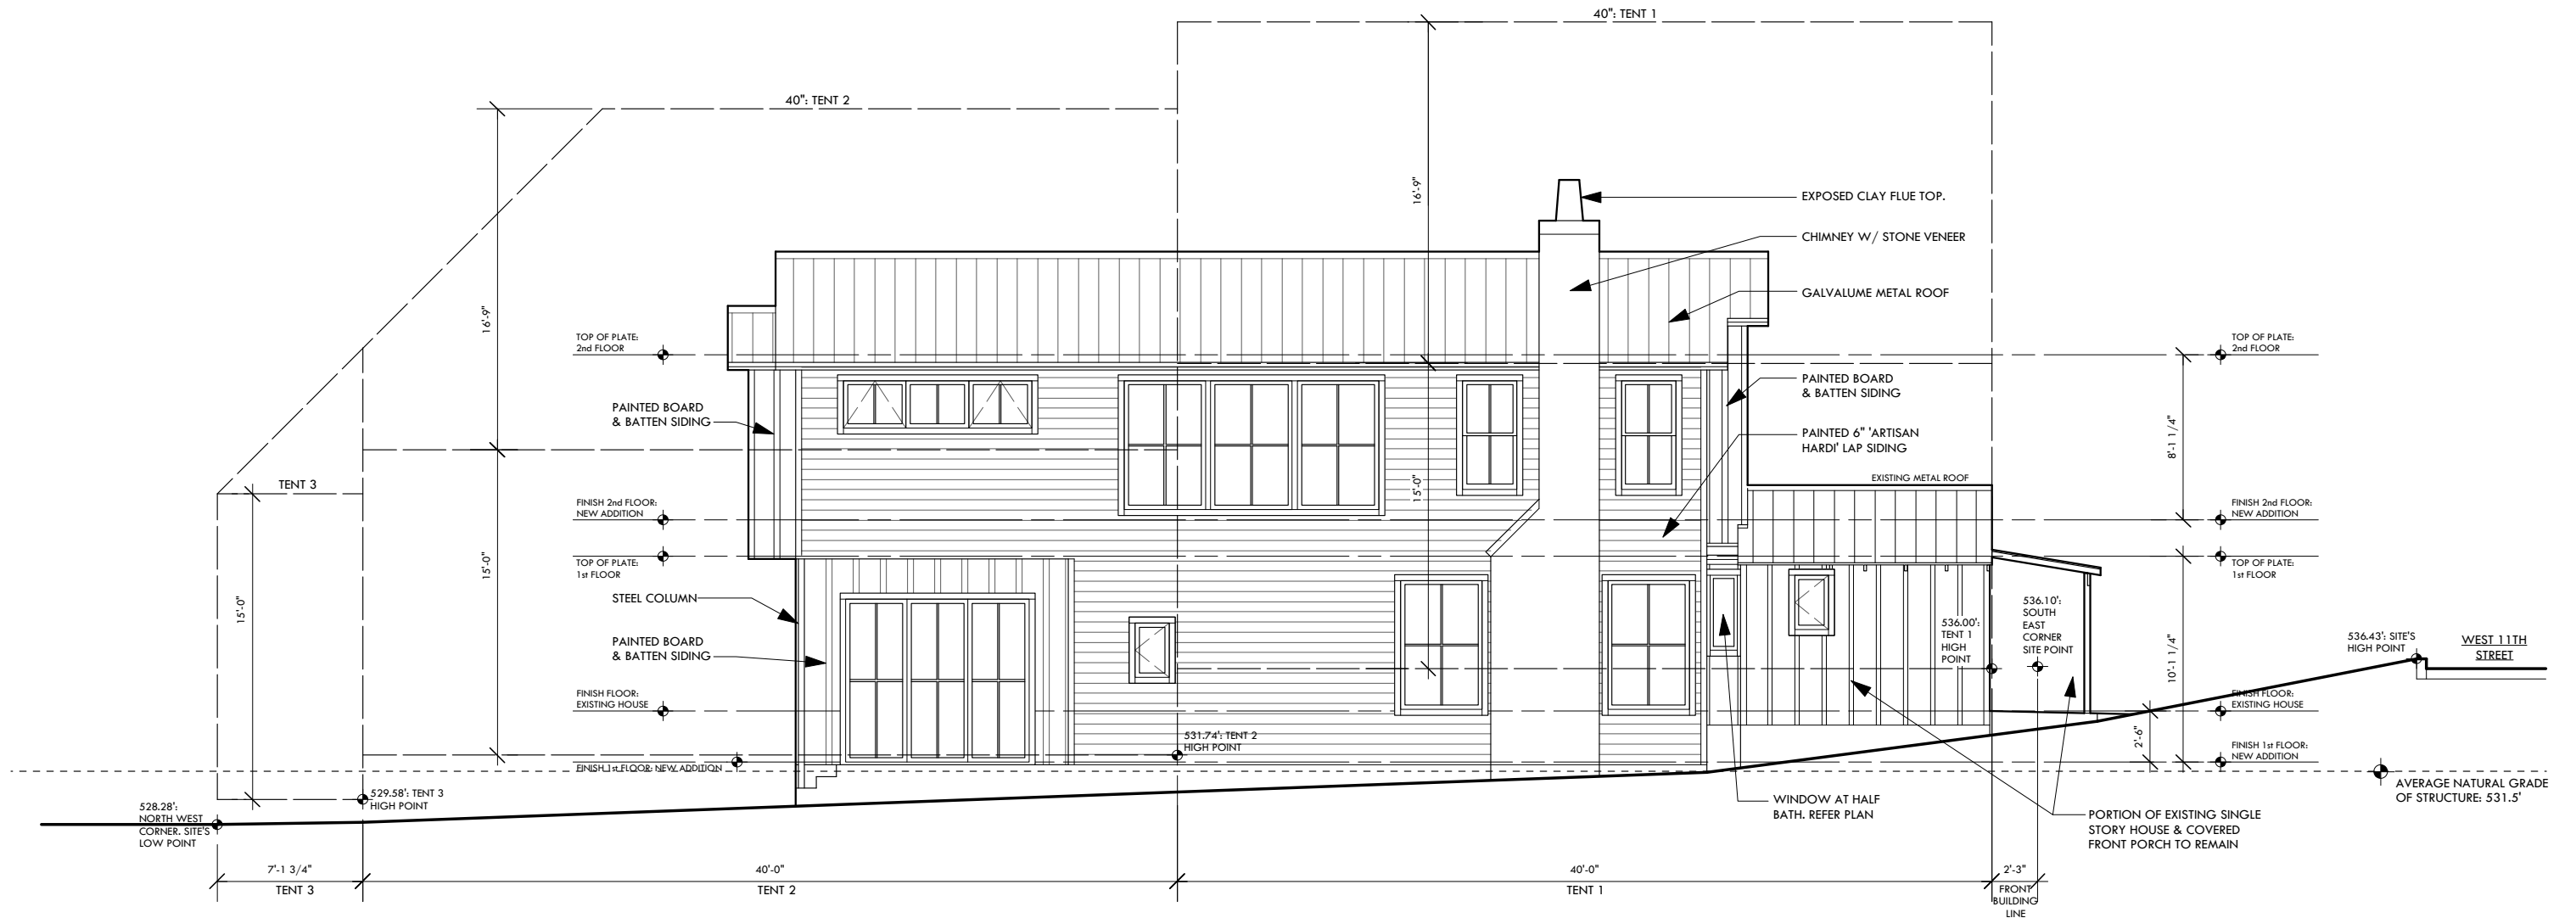 40": TENT 1
40": TENT 2
16'-9"
EXPOSED CLAY FLUE TOP.
CHIMNEY W/ STONE VENEER
GALVALUME METAL ROOF
16'-9"
TOP OF PLATE:
2nd FLOOR
TOP OF PLATE:
2nd FLOOR
PAINTED BOARD
& BATTEN SIDING
PAINTED BOARD
& BATTEN SIDING
8'-1 1/4"
PAINTED 6" 'ARTISAN
HARDI' LAP SIDING
EXISTING METAL ROOF
TENT 3
15'-0"
FINISH 2nd FLOOR:
NEW ADDITION
FINISH 2nd FLOOR:
NEW ADDITION
15'-0"
TOP OF PLATE:
1st FLOOR
TOP OF PLATE:
1st FLOOR
15'-0"
STEEL COLUMN
536.00':
TENT 1
HIGH
POINT
536.10':
SOUTH
EAST
CORNER
SITE POINT
10'-1 1/4"
536.43': SITE'S
HIGH POINT
WEST 11TH
STREET
PAINTED BOARD
& BATTEN SIDING
FINISH FLOOR:
EXISTING HOUSE
FINISH FLOOR:
EXISTING HOUSE
2'-6"
531.74': TENT 2
HIGH POINT
FINISH 1st FLOOR: NEW ADDITION
FINISH 1st FLOOR:
NEW ADDITION
AVERAGE NATURAL GRADE
OF STRUCTURE: 531.5'
529.58': TENT 3
HIGH POINT
528.28':
NORTH WEST
CORNER. SITE'S
LOW POINT
WINDOW AT HALF
BATH. REFER PLAN
PORTION OF EXISTING SINGLE
STORY HOUSE & COVERED
FRONT PORCH TO REMAIN
7'-1 3/4"
40'-0"
40'-0"
2'-3"
TENT 3
TENT 2
TENT 1
FRONT
BUILDING
LINE